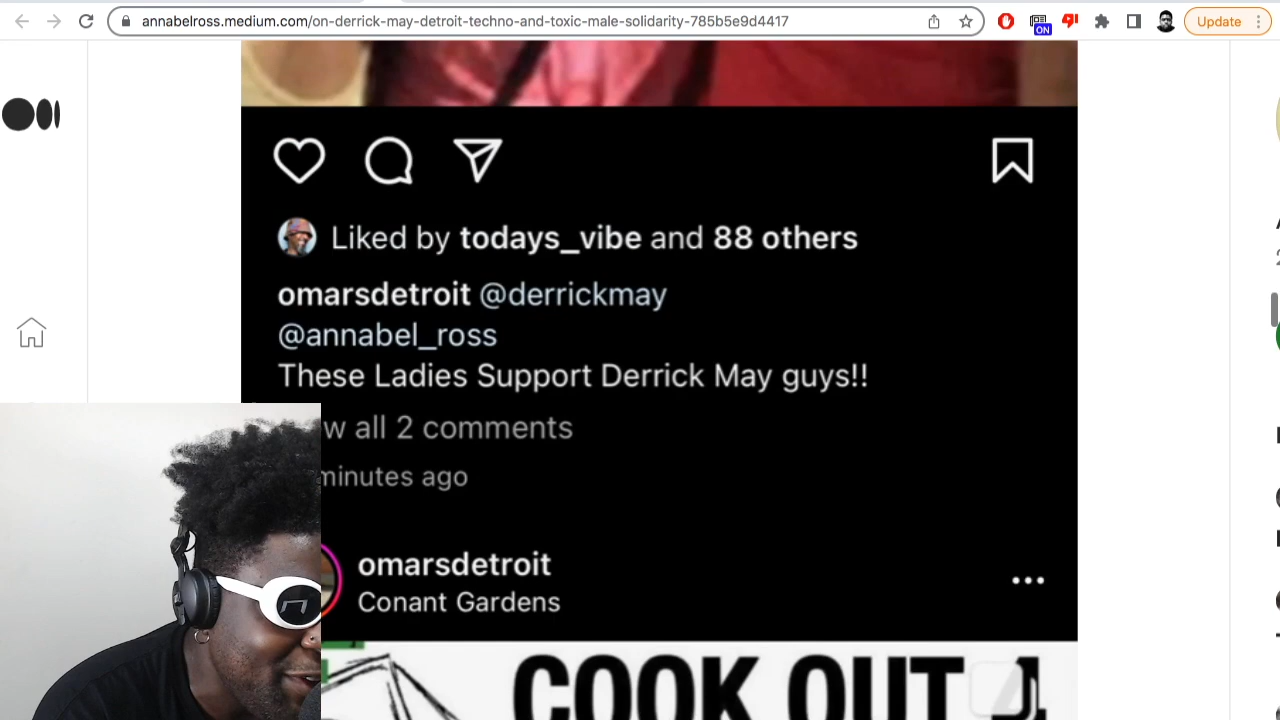 annabelross.medium.com/on-derrick-may-detroit-techno-and-toxic-male-solidarity-785b5e9d4417
ON
Update
Liked by todays_vibe and 88 others
omarsdetroit @derrickmay
@annabel_ross
These Ladies Support Derrick May guys!!
w all 2 comments
minutes ago
omarsdetroit
Conant Gardens
COOK OUT